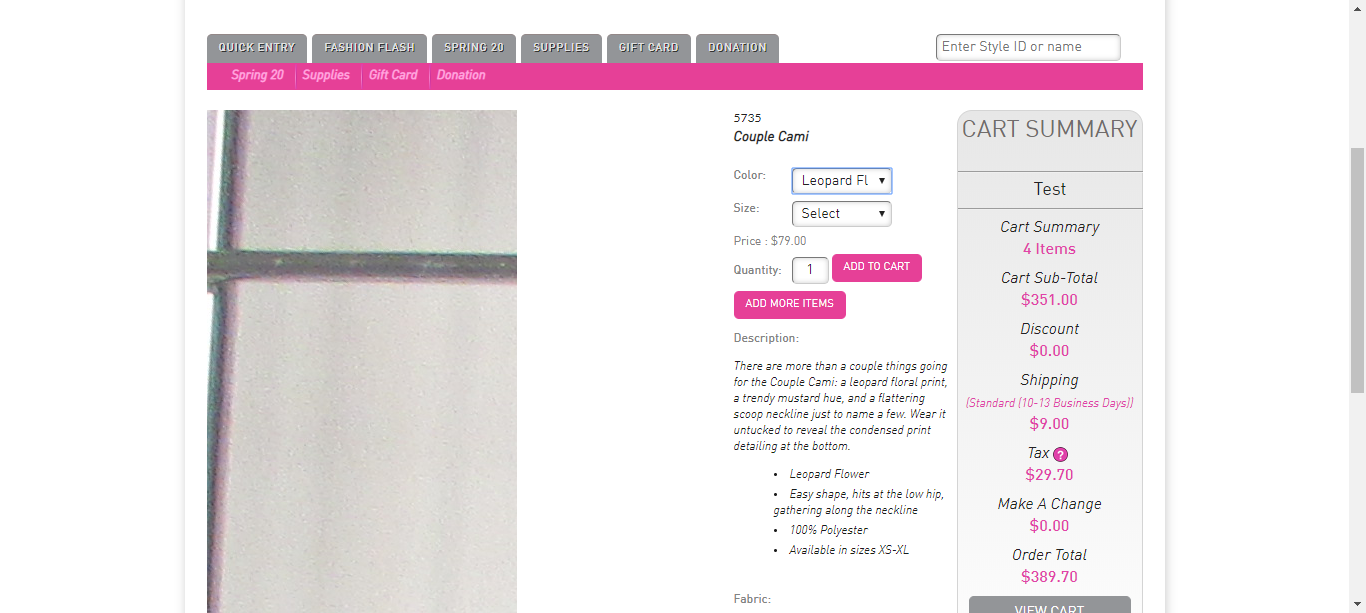 QUICK ENTRY
FASHION FLASH
SPRING 20
SUPPLIES
GIFT CARD
DONATION
Enter Style ID or name
Spring 20
Supplies
Gift Card
Donation
5735
Couple Cami
Color:
Leopard Fl
Size:
Select
Price : $79.00
Quantity:
1
ADD TO CART
ADD MORE ITEMS
Description:
There are more than a couple things going
for the Couple Cami: a leopard floral print,
a trendy mustard hue, and a flattering
scoop neckline just to name a few. Wear it
untucked to reveal the condensed print
detailing at the bottom.
• Leopard Flower
• Easy shape, hits at the low hip,
gathering along the neckline
• 100% Polyester
• Available in sizes XS-XL
Fabric:
CART SUMMARY
Test
Cart Summary
4 Items
Cart Sub-Total
$351.00
Discount
$0.00
Shipping
(Standard (10-13 Business Days))
$9.00
Tax ?
$29.70
Make A Change
$0.00
Order Total
$389.70
VIEW CART